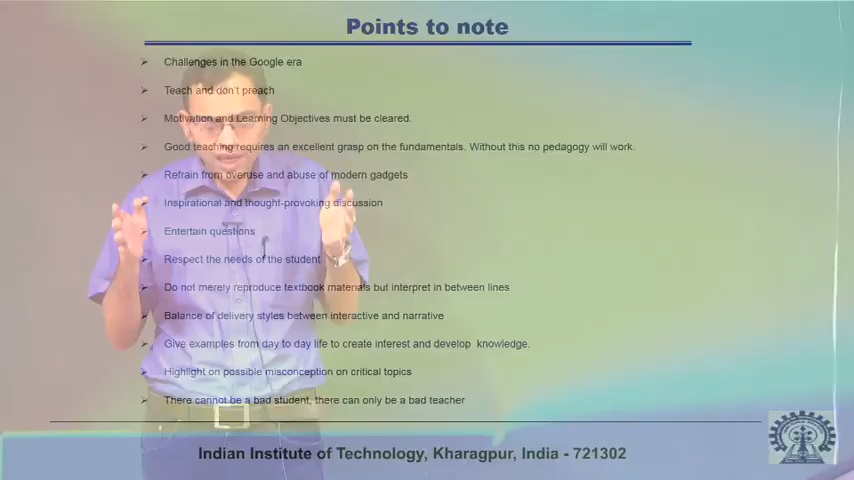 Points to note
➢ Challenges in the Google era
➢ Teach and don't preach
➢ Motivation and Learning Objectives must be cleared.
➢ Good teaching requires an excellent grasp on the fundamentals. Without this no pedagogy will work.
➢ Refrain from overuse and abuse of modern gadgets
➢ Inspirational and thought-provoking discussion
➢ Entertain questions
➢ Respect the needs of the student
➢ Do not merely reproduce textbook materials but interpret in between lines
➢ Balance of delivery styles between interactive and narrative
➢ Give examples from day to day life to create interest and develop knowledge.
➢ Highlight on possible misconception on critical topics
➢ There cannot be a bad student, there can only be a bad teacher
Indian Institute of Technology, Kharagpur, India - 721302